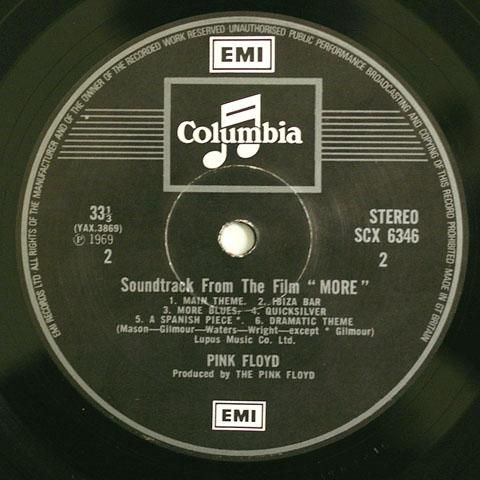 EMI RECORDS LTD ALL RIGHTS OF THE MANUFACTURER AND OF THE OWNER OF THE RECORDED WORK RESERVED UNAUTHORISED PUBLIC PERFORMANCE BROADCASTING AND COPYING OF THIS RECORD PROHIBITED MADE IN GT BRITAIN
EMI
Columbia
33⅓
(YAX.3869)
℗ 1969
2
STEREO
SCX 6346
2
Soundtrack From The Film “MORE”
1. MAIN THEME. 2. IBIZA BAR
3. MORE BLUES. 4. QUICKSILVER
5. A SPANISH PIECE*. 6. DRAMATIC THEME
(Mason—Gilmour—Waters—Wright—except * Gilmour)
Lupus Music Co. Ltd.
PINK FLOYD
Produced by THE PINK FLOYD
EMI